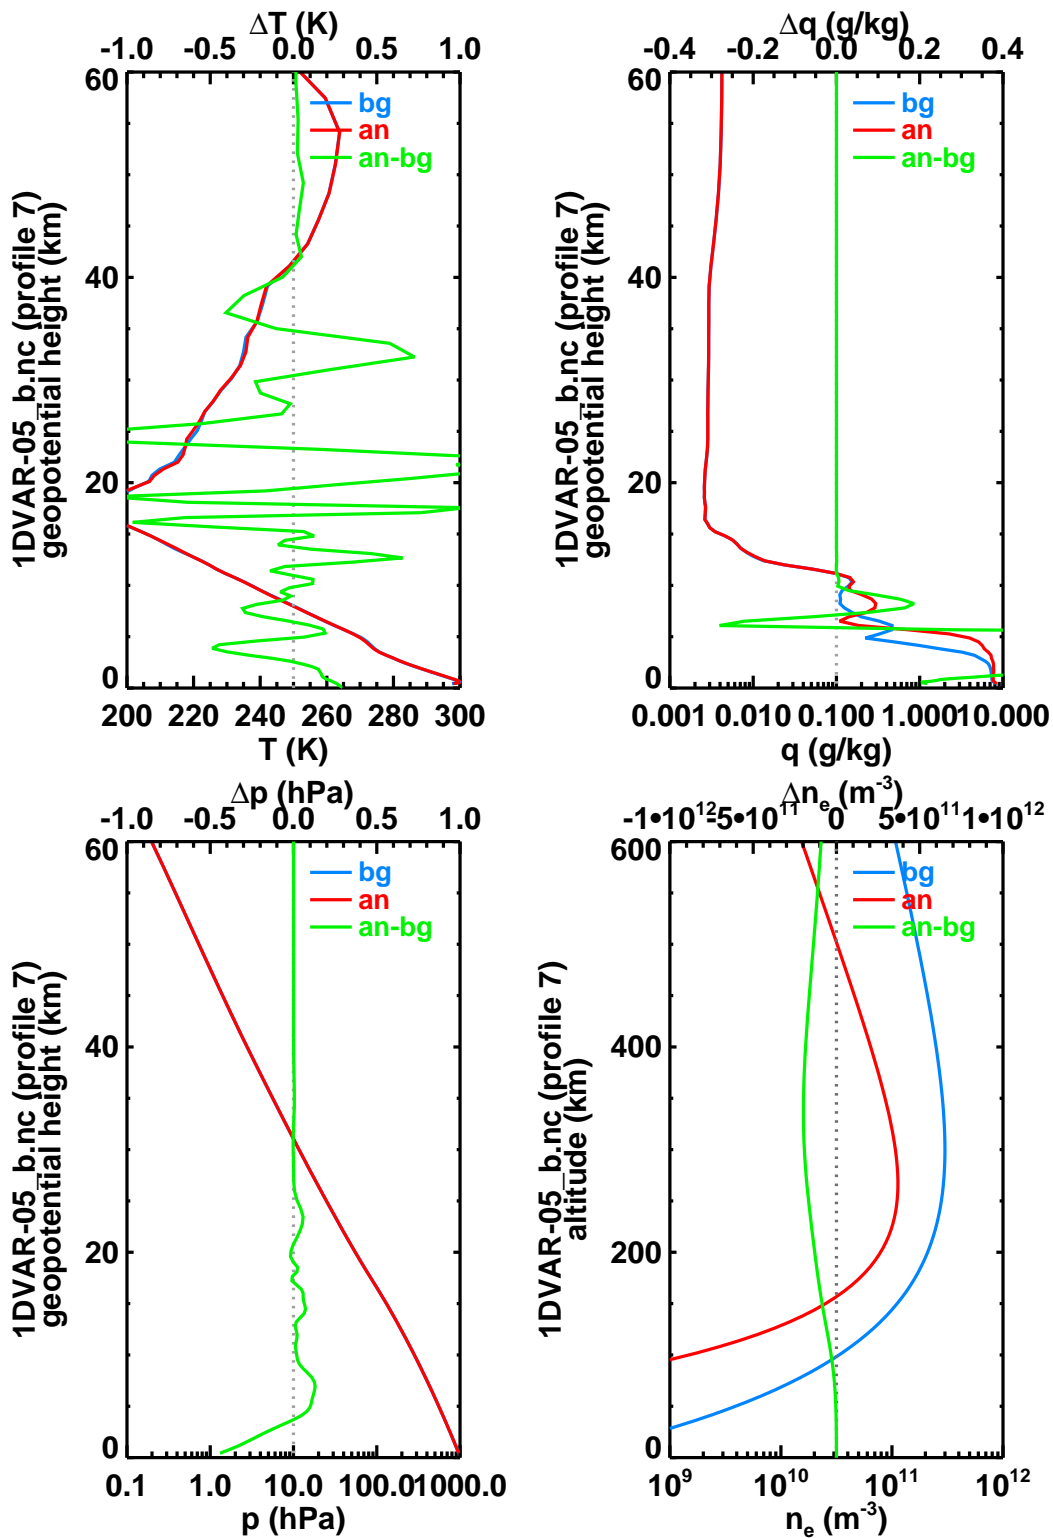 ΔT (K)
-1.0 -0.5 0.0 0.5 1.0
60
40
20
0
bg
an
an-bg
1DVAR-05_b.nc (profile 7)
geopotential height (km)
200 220 240 260 280 300
T (K)
Δq (g/kg)
-0.4 -0.2 0.0 0.2 0.4
60
40
20
0
bg
an
an-bg
1DVAR-05_b.nc (profile 7)
geopotential height (km)
0.001 0.010 0.100 1.000 10.000
q (g/kg)
Δp (hPa)
-1.0 -0.5 0.0 0.5 1.0
60
40
20
0
bg
an
an-bg
1DVAR-05_b.nc (profile 7)
geopotential height (km)
0.1 1.0 10.0 100.0 1000.0
p (hPa)
Δnₑ (m⁻³)
-1•10¹² -5•10¹¹ 0 5•10¹¹ 1•10¹²
600
400
200
0
bg
an
an-bg
1DVAR-05_b.nc (profile 7)
altitude (km)
10⁹ 10¹⁰ 10¹¹ 10¹²
nₑ (m⁻³)